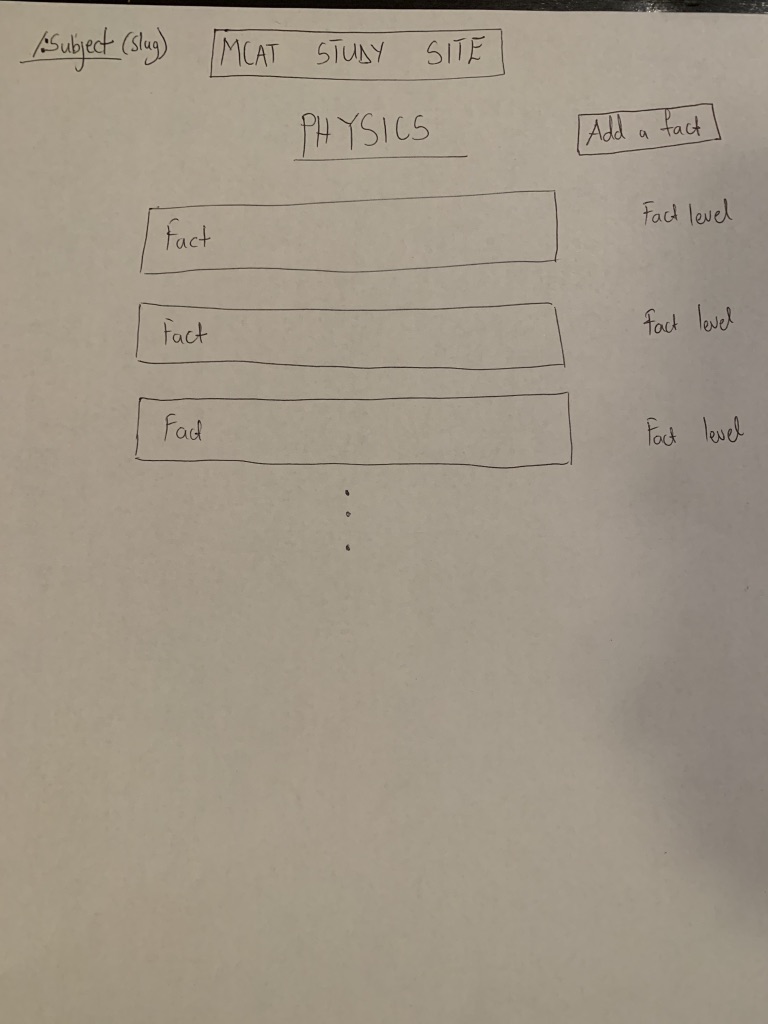 /:Subject (slug)
MCAT STUDY SITE
PHYSICS
Add a fact
Fact
Fact level
Fact
Fact level
Fact
Fact level